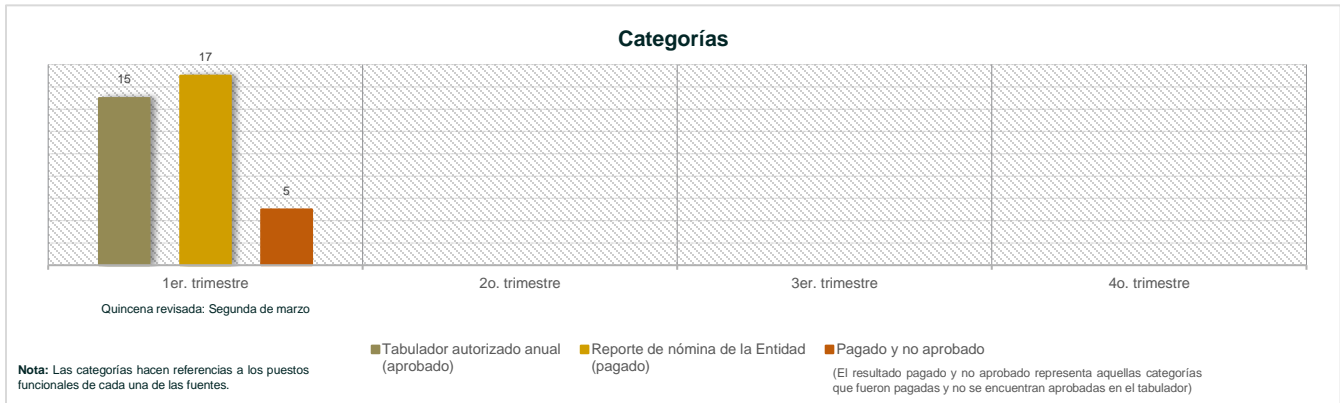 Categorías
17
15
5
1er. trimestre
2o. trimestre
3er. trimestre
4o. trimestre
Quincena revisada: Segunda de marzo
Tabulador autorizado anual
(aprobado)
Reporte de nómina de la Entidad
(pagado)
Pagado y no aprobado
(El resultado pagado y no aprobado representa aquellas categorías
que fueron pagadas y no se encuentran aprobadas en el tabulador)
Nota: Las categorías hacen referencias a los puestos
funcionales de cada una de las fuentes.